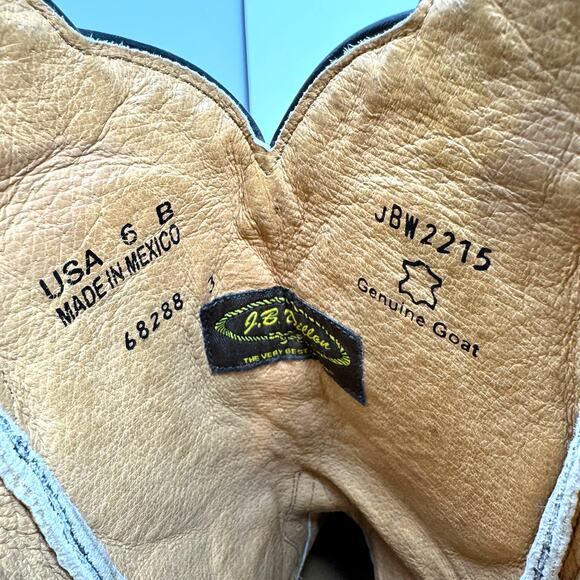 USA 6 B
MADE IN MEXICO
68288 3
J.B. Dillon
THE VERY BEST
JBW2215
Genuine Goat